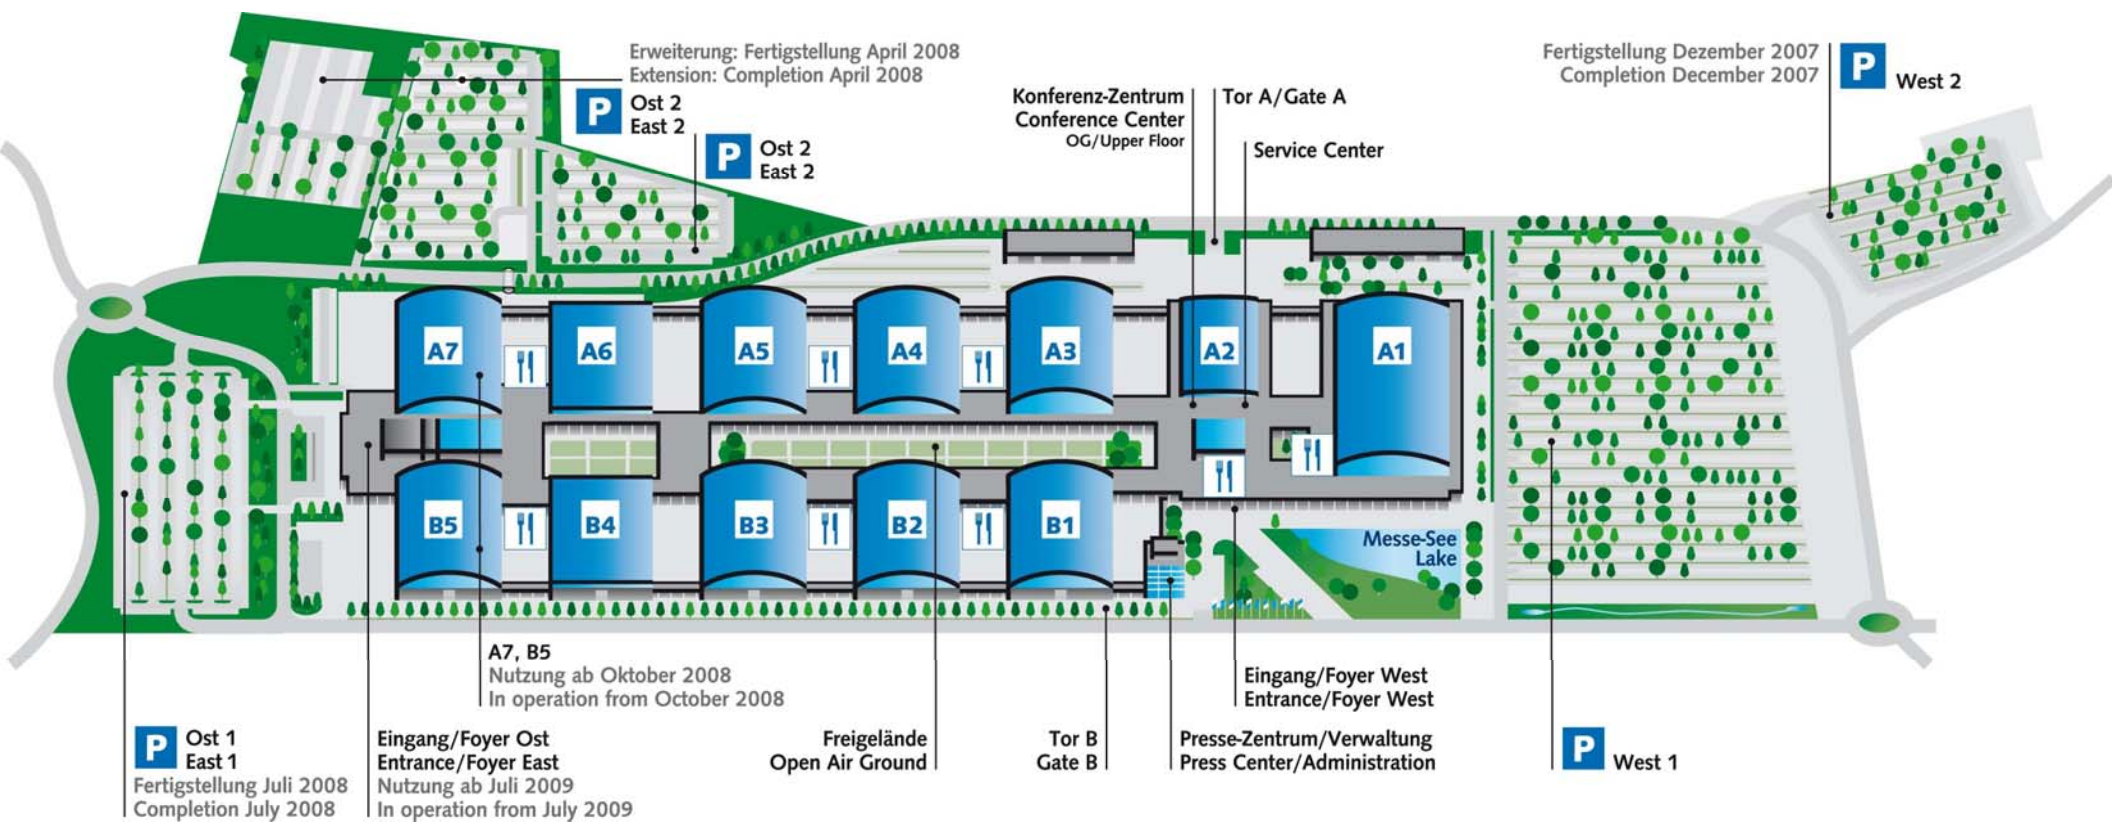 Erweiterung: Fertigstellung April 2008
Extension: Completion April 2008
P
Ost 2
East 2
P
Ost 2
East 2
Konferenz-Zentrum
Conference Center
OG/Upper Floor
Tor A/Gate A
Service Center
Fertigstellung Dezember 2007
Completion December 2007
P
West 2
A7
A6
A5
A4
A3
A2
A1
B5
B4
B3
B2
B1
Messe-See
Lake
A7, B5
Nutzung ab Oktober 2008
In operation from October 2008
Eingang/Foyer West
Entrance/Foyer West
P
Ost 1
East 1
Fertigstellung Juli 2008
Completion July 2008
Eingang/Foyer Ost
Entrance/Foyer East
Nutzung ab Juli 2009
In operation from July 2009
Freigelände
Open Air Ground
Tor B
Gate B
Presse-Zentrum/Verwaltung
Press Center/Administration
P
West 1